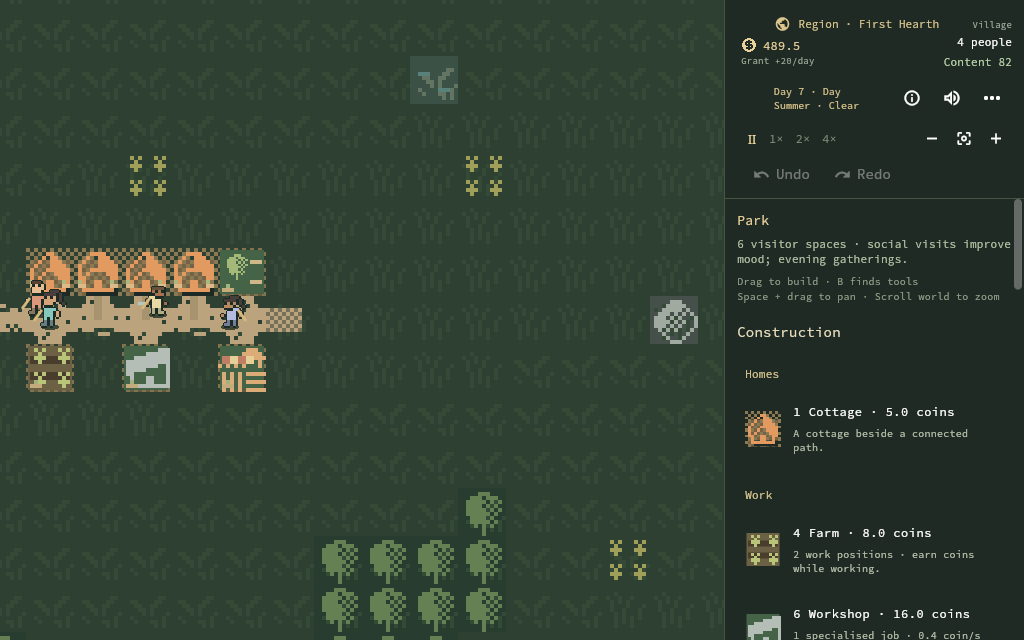 Region · First Hearth
Village
489.5
4 people
Grant +20/day
Content 82
Day 7 · Day
Summer · Clear
1× 2× 4×
Undo Redo
Park
6 visitor spaces · social visits improve
mood; evening gatherings.
Drag to build · B finds tools
Space + drag to pan · Scroll world to zoom
Construction
Homes
1 Cottage · 5.0 coins
A cottage beside a connected
path.
Work
4 Farm · 8.0 coins
2 work positions · earn coins
while working.
6 Workshop · 16.0 coins
1 specialised job · 0.4 coin/s